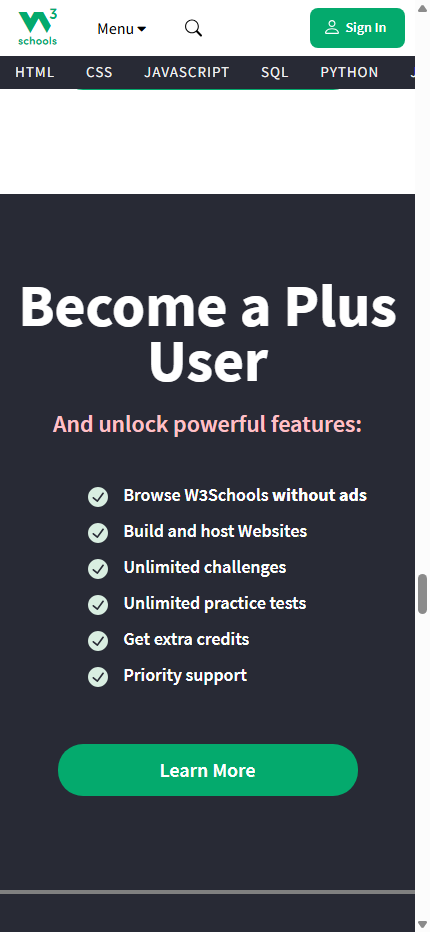 3
schools
Menu
Sign In
HTML CSS JAVASCRIPT SQL PYTHON
Become a Plus
User
And unlock powerful features:
Browse W3Schools without ads
Build and host Websites
Unlimited challenges
Unlimited practice tests
Get extra credits
Priority support
Learn More